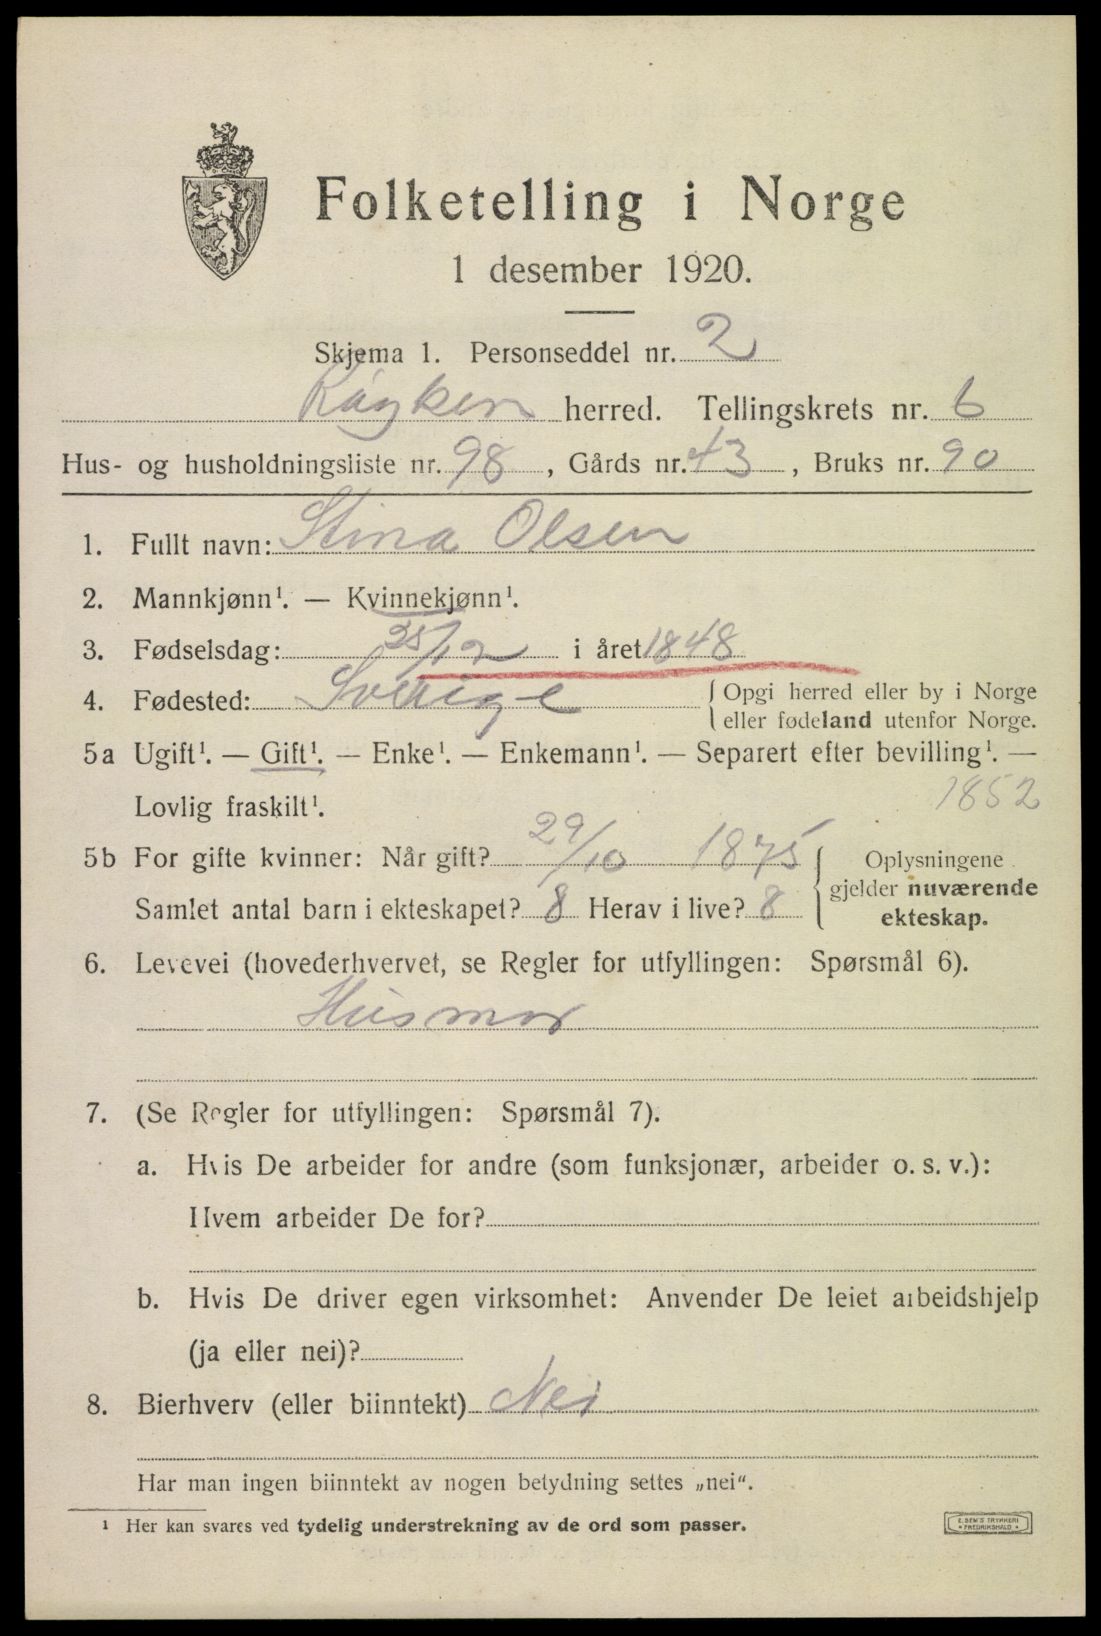 Folketelling i Norge
1 desember 1920.
Skjema 1. Personseddel nr. 2
Røyken herred. Tellingskrets nr. 6
Hus- og husholdningsliste nr. 98, Gårds nr. 43, Bruks nr. 90
1. Fullt navn: Stina Olsen
2. Mannkjønn¹. — Kvinnekjønn¹.
3. Fødselsdag: 25/12 i året 1848
4. Fødested: Sverige { Opgi herred eller by i Norge
eller fødeland utenfor Norge.
5a Ugift¹. — Gift¹. — Enke¹. — Enkemann¹. — Separert efter bevilling¹. —
Lovlig fraskilt¹. 1852
5b For gifte kvinner: Når gift? 29/10 1875 { Oplysningene
gjelder nuværende
Samlet antal barn i ekteskapet? 8 Herav i live? 8
ekteskap.
6. Levevei (hovederhvervet, se Regler for utfyllingen: Spørsmål 6).
Husmor
7. (Se Regler for utfyllingen: Spørsmål 7).
a. Hvis De arbeider for andre (som funksjonær, arbeider o. s. v.):
Hvem arbeider De for?
b. Hvis De driver egen virksomhet: Anvender De leiet arbeidshjelp
(ja eller nei)?
8. Bierhverv (eller biinntekt) Nei
Har man ingen biinntekt av nogen betydning settes „nei“.
¹ Her kan svares ved tydelig understrekning av de ord som passer.
E. SEM'S TRYKKERI
FREDRIKSHALD